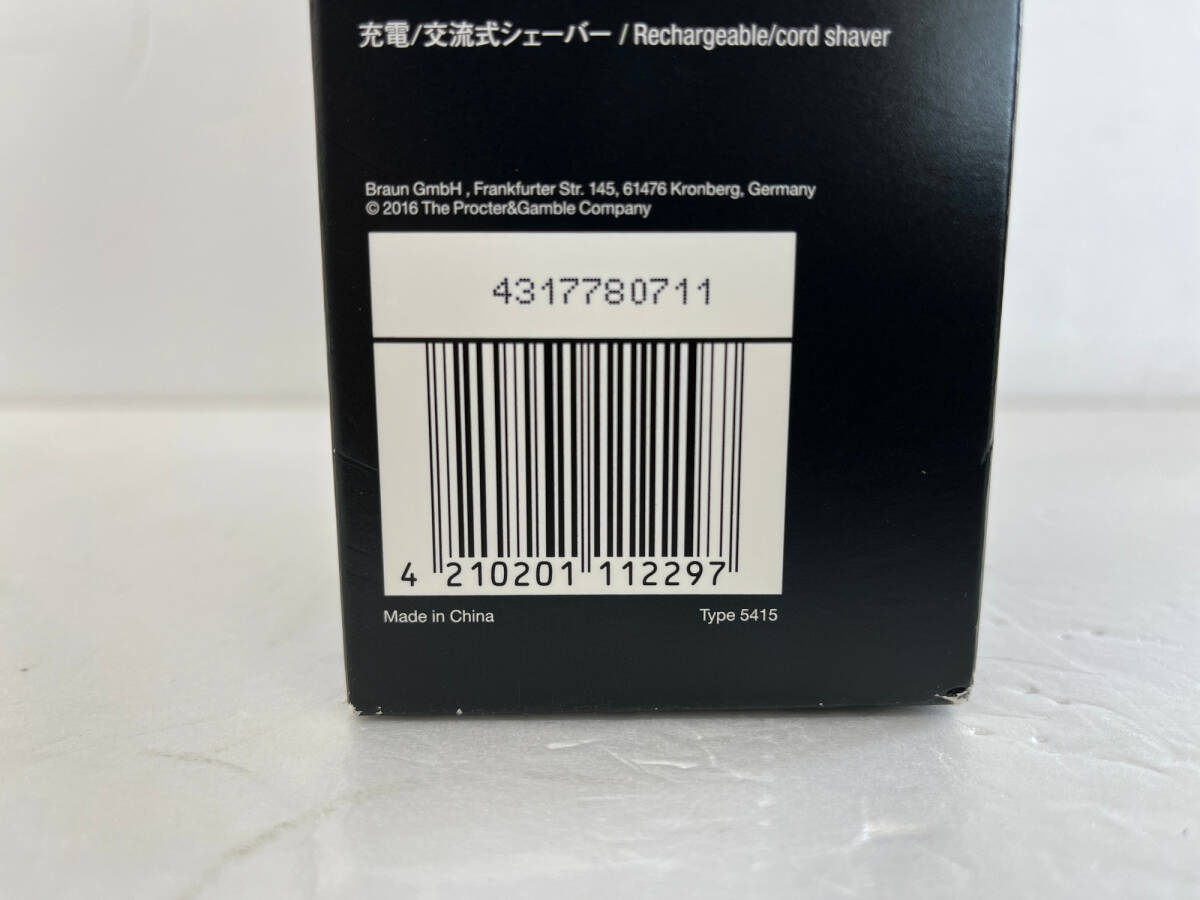 充電/交流式シェーバー / Rechargeable/cord shaver
Braun GmbH , Frankfurter Str. 145, 61476 Kronberg, Germany
© 2016 The Procter&Gamble Company
4317780711
4 210201 112297
Made in China Type 5415